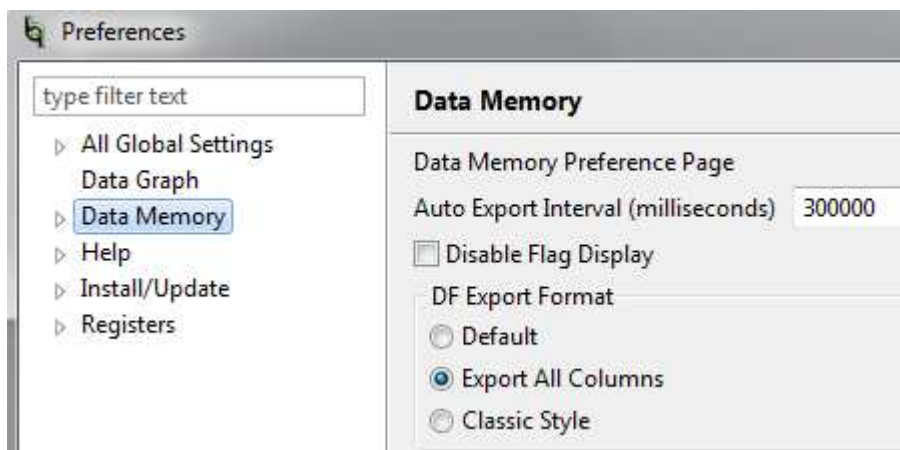 Preferences
type filter text
All Global Settings
Data Graph
Data Memory
Help
Install/Update
Registers
Data Memory
Data Memory Preference Page
Auto Export Interval (milliseconds) 300000
Disable Flag Display
DF Export Format
Default
Export All Columns
Classic Style